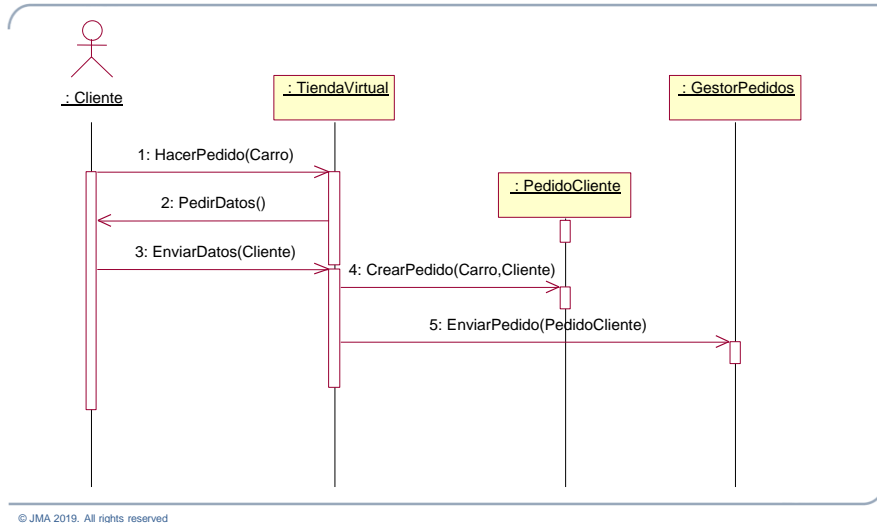 : Cliente
: TiendaVirtual
: GestorPedidos
1: HacerPedido(Carro)
: PedidoCliente
2: PedirDatos()
3: EnviarDatos(Cliente)
4: CrearPedido(Carro,Cliente)
5: EnviarPedido(PedidoCliente)
© JMA 2019. All rights reserved